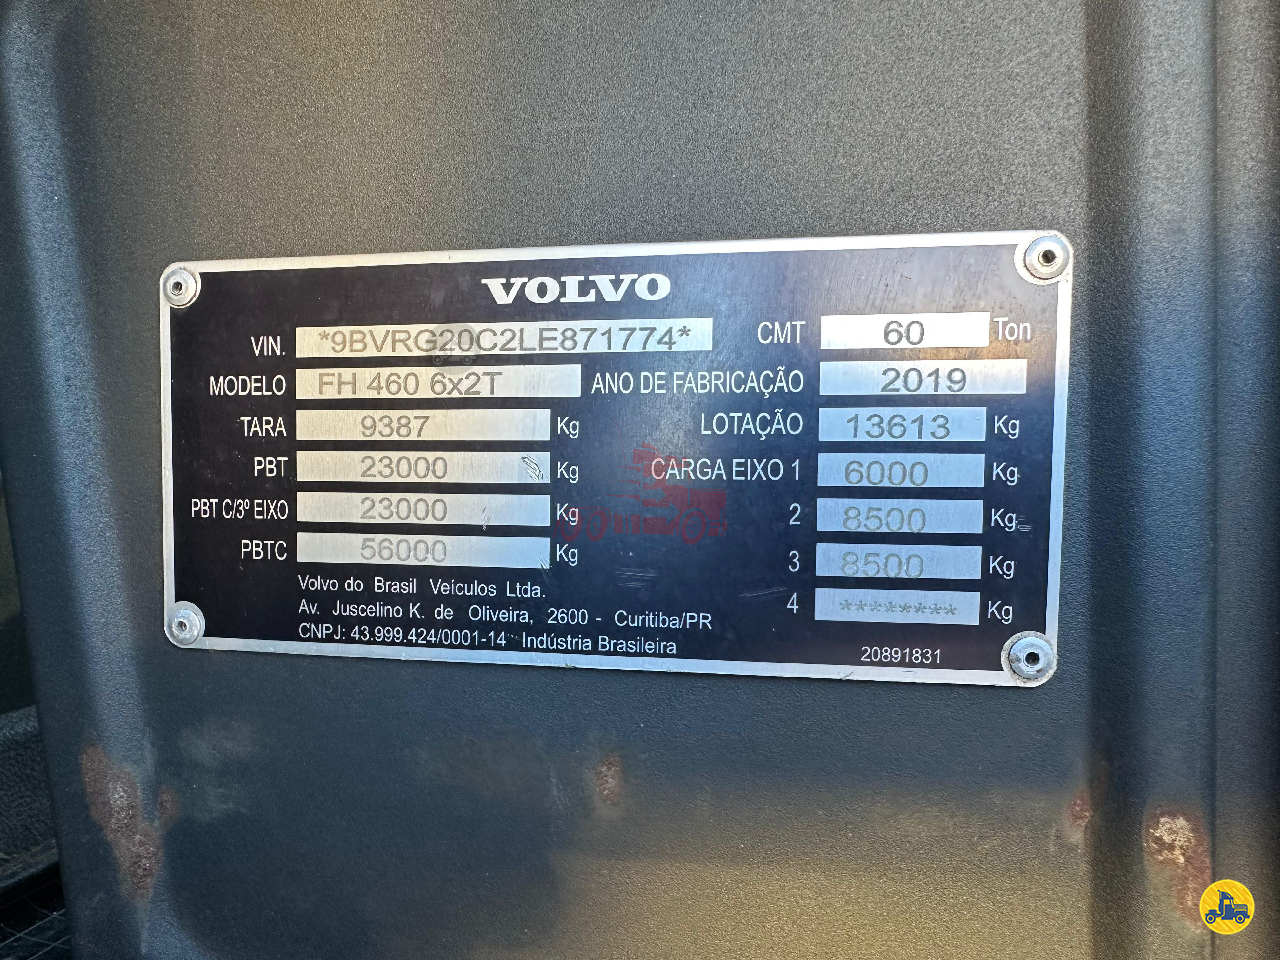 VOLVO
VIN. *9BVRG20C2LE871774* CMT 60 Ton
MODELO FH 460 6x2T ANO DE FABRICAÇÃO 2019
TARA 9387 Kg LOTAÇÃO 13613 Kg
PBT 23000 Kg CARGA EIXO 1 6000 Kg
PBT C/3º EIXO 23000 Kg 2 8500 Kg
PBTC 56000 Kg 3 8500 Kg
4 ******** Kg
Volvo do Brasil Veículos Ltda.
Av. Juscelino K. de Oliveira, 2600 - Curitiba/PR
CNPJ: 43.999.424/0001-14 Indústria Brasileira
20891831